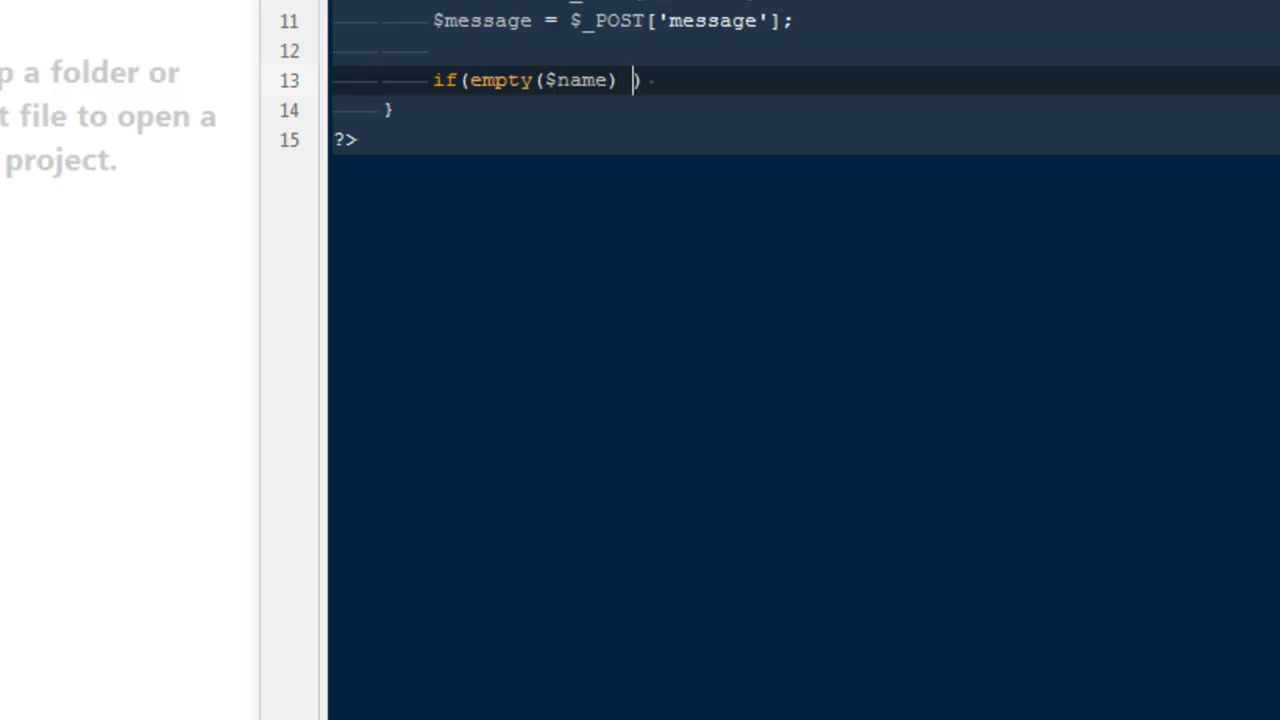 11 $message = $_POST['message'];
12
p a folder or
13 if(empty($name) )
14 }
t file to open a
15 ?>
project.